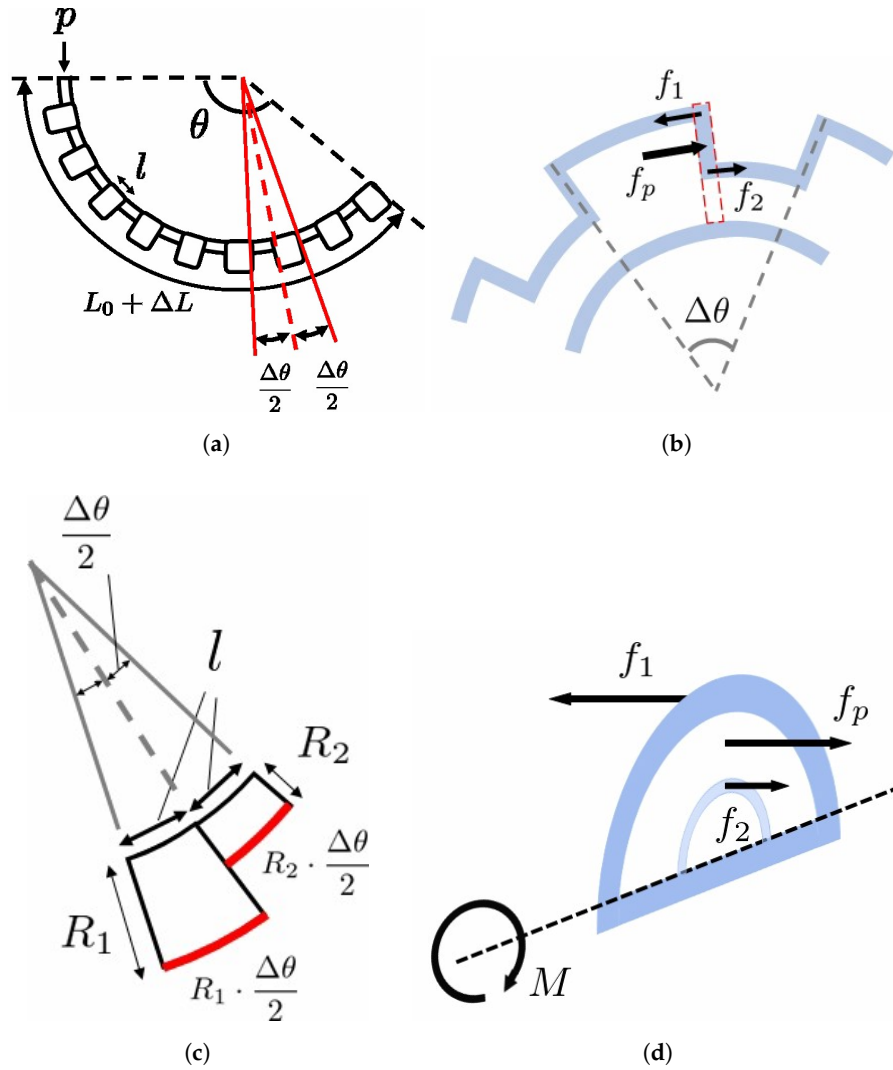 p
θ
l
L₀ + ΔL
Δθ/2 Δθ/2
(a)
f₁
f_p
f₂
Δθ
(b)
Δθ/2
l
R₂
R₂ · Δθ/2
R₁
R₁ · Δθ/2
(c)
f₁
f_p
f₂
M
(d)